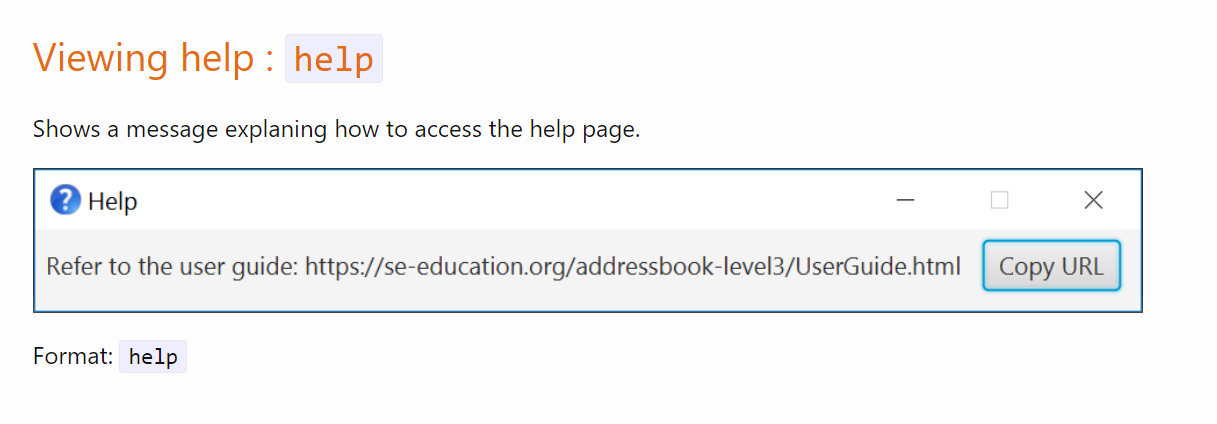 Viewing help : help
Shows a message explaning how to access the help page.
Help
Refer to the user guide: https://se-education.org/addressbook-level3/UserGuide.html Copy URL
Format: help